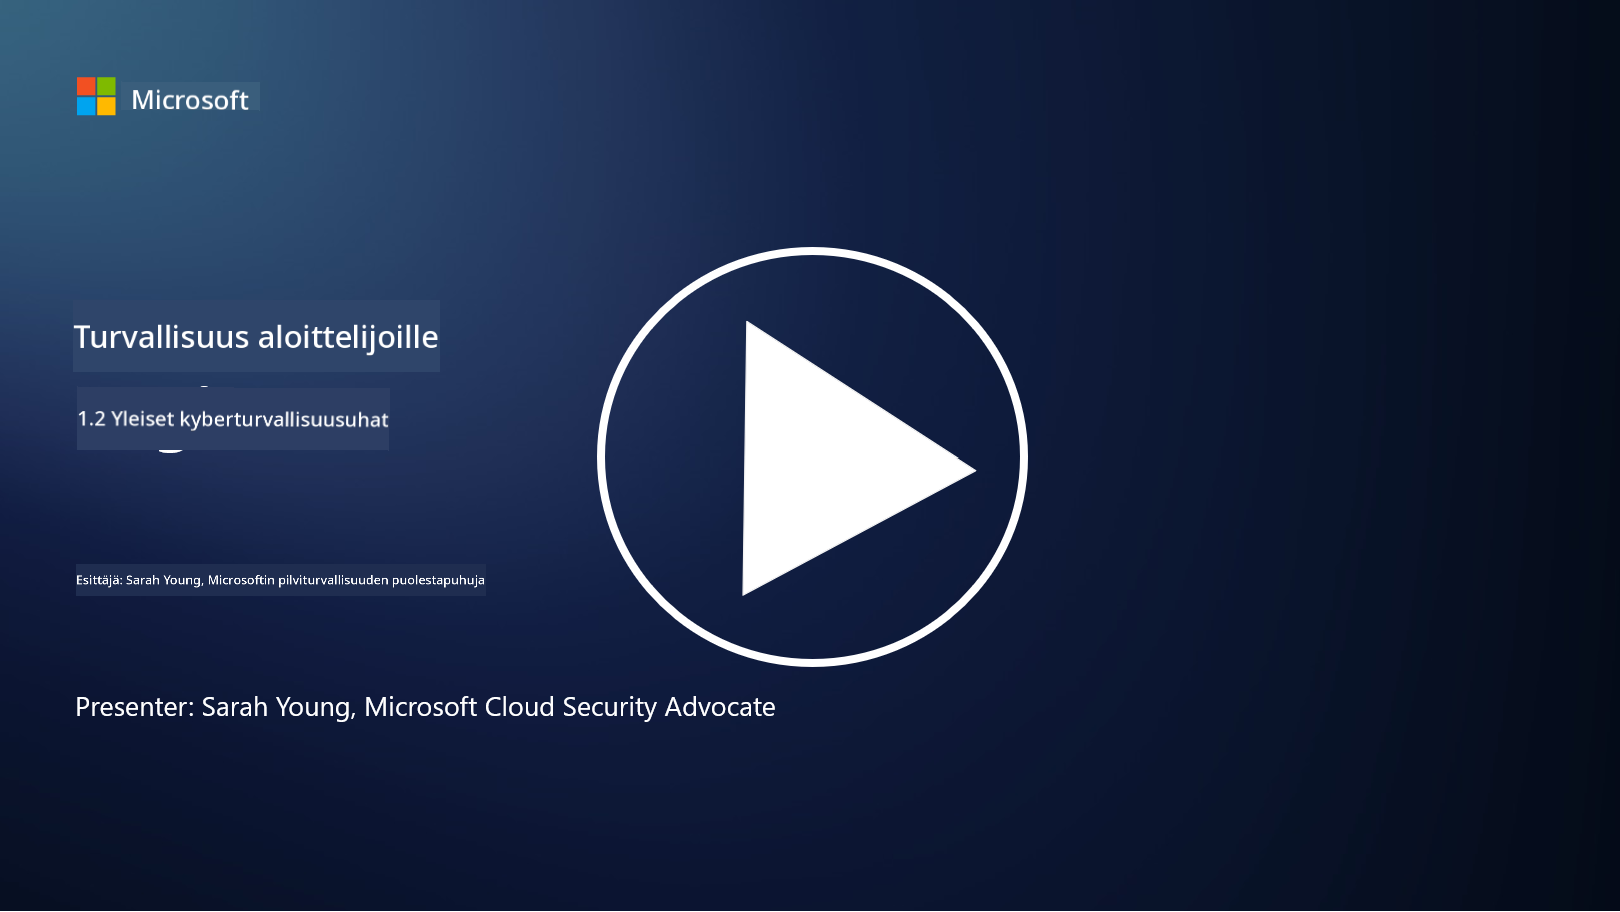 Microsoft
Turvallisuus aloittelijoille
1.2 Yleiset kyberturvallisuusuhat
Esittäjä: Sarah Young, Microsoftin pilviturvallisuuden puolestapuhuja
Presenter: Sarah Young, Microsoft Cloud Security Advocate